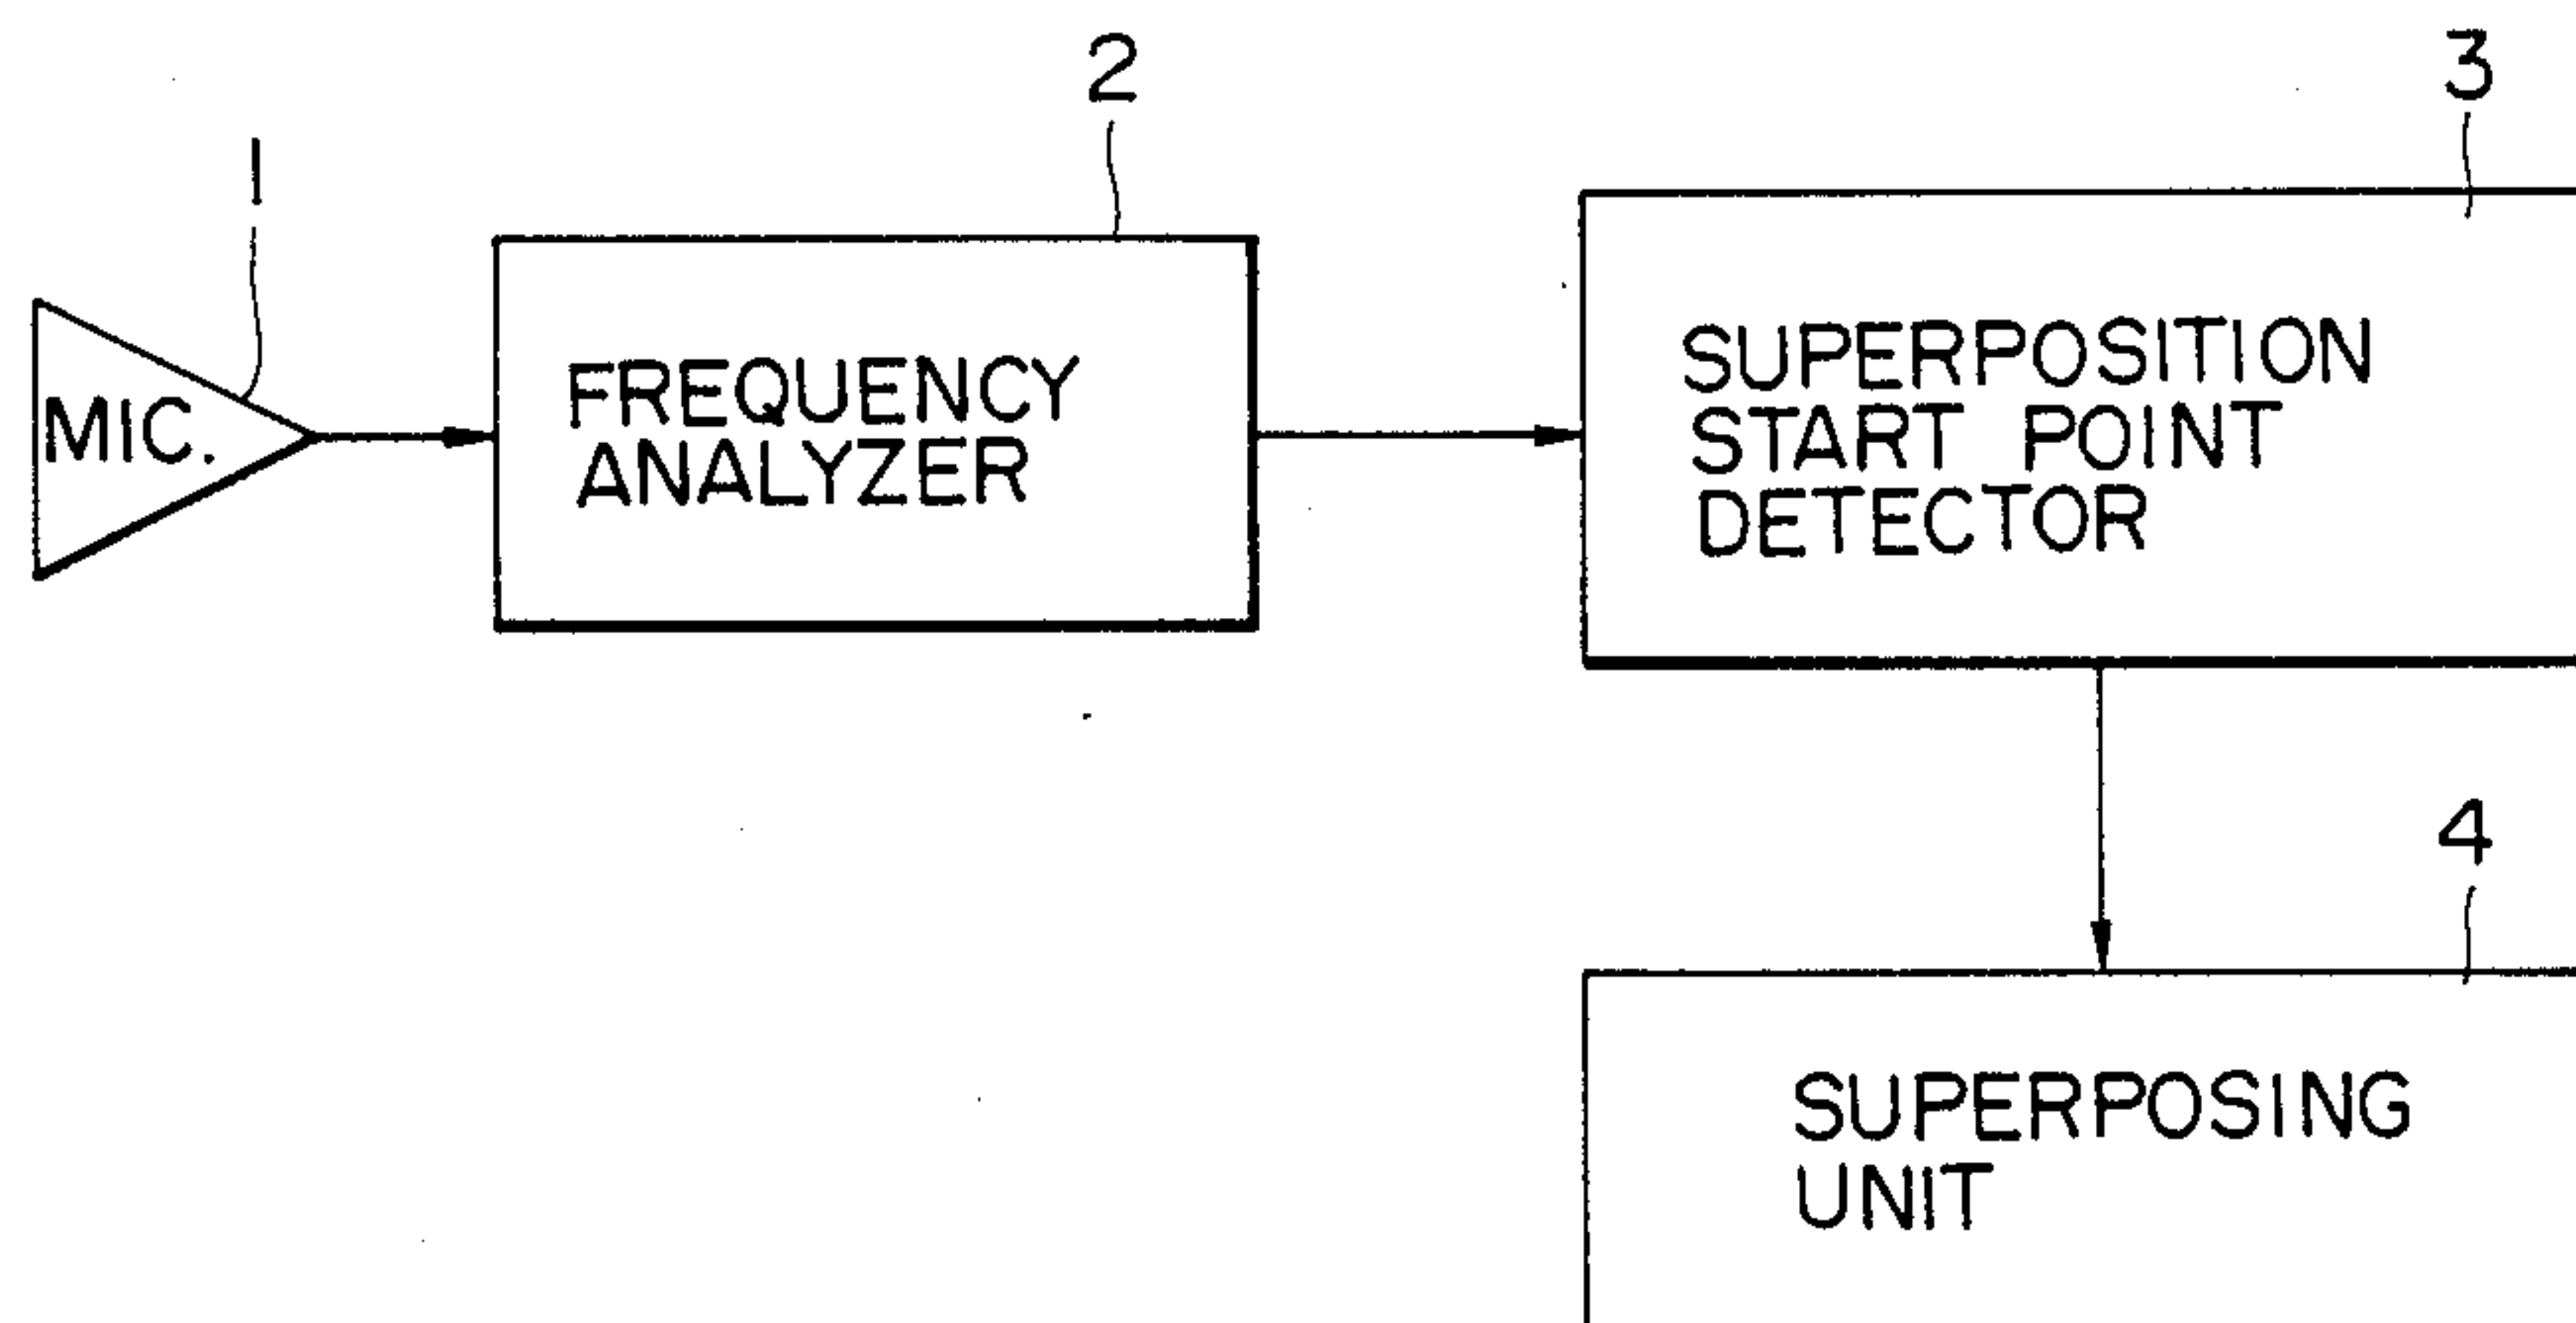 1
2
3
MIC.
FREQUENCY
ANALYZER
SUPERPOSITION
START POINT
DETECTOR
4
SUPERPOSING
UNIT